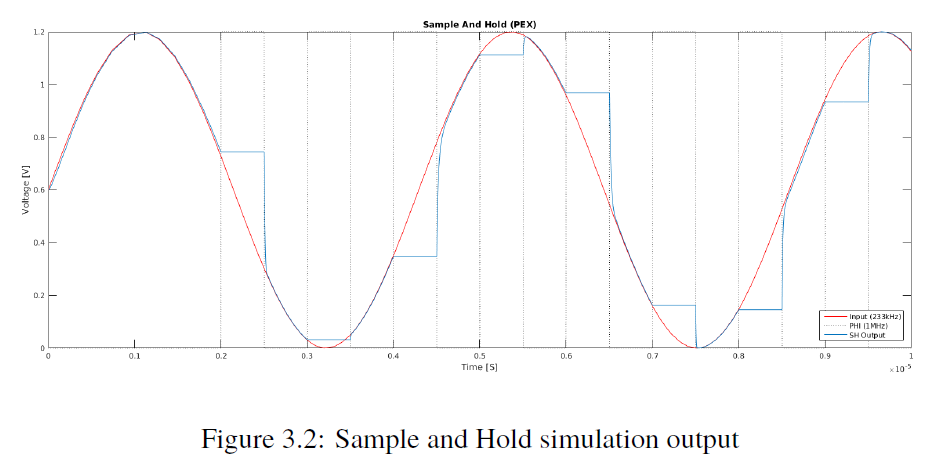 Sample And Hold (PEX)
1.2
1
0.8
0.6
0.4
0.2
0
Voltage [V]
0 0.1 0.2 0.3 0.4 0.5 0.6 0.7 0.8 0.9 1
Time [S]
×10-5
Input (233kHz)
PHI (1MHz)
SH Output
Figure 3.2: Sample and Hold simulation output